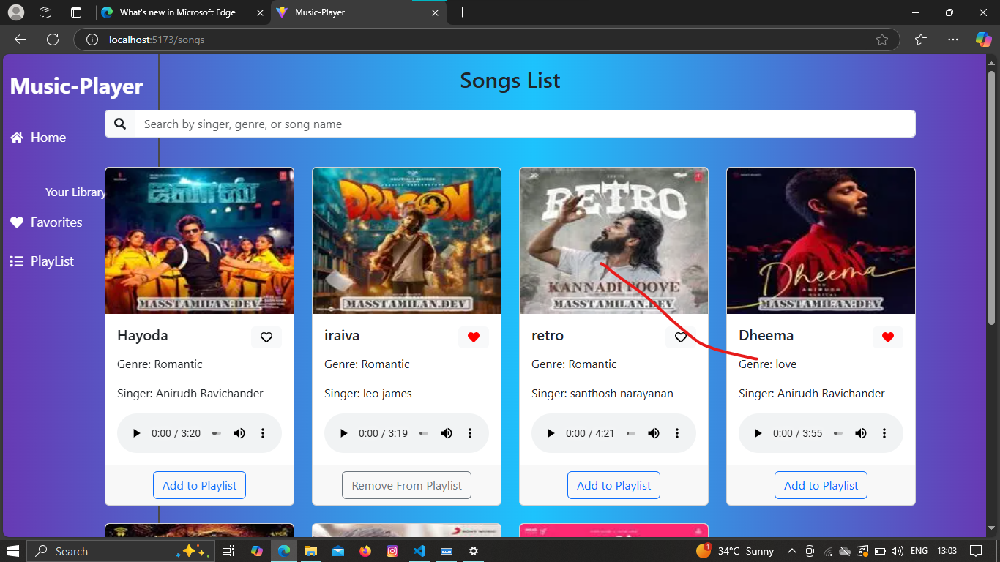 What's new in Microsoft Edge
Music-Player
localhost:5173/songs
Music-Player
Home
Your Library
Favorites
PlayList
Songs List
Search by singer, genre, or song name
MASSTAMILAN.DEV
Hayoda
Genre: Romantic
Singer: Anirudh Ravichander
0:00 / 3:20
Add to Playlist
DRAGON
MASSTAMILAN.DEV
iraiva
Genre: Romantic
Singer: leo james
0:00 / 3:19
Remove From Playlist
RETRO
KANNADI POOVE
MASSTAMILAN.DEV
retro
Genre: Romantic
Singer: santhosh narayanan
0:00 / 4:21
Add to Playlist
Dheema
ANIRUDH
MASSTAMILAN.DEV
Dheema
Genre: love
Singer: Anirudh Ravichander
0:00 / 3:55
Add to Playlist
SONY MUSIC
Search
1
34°C Sunny
ENG
13:03